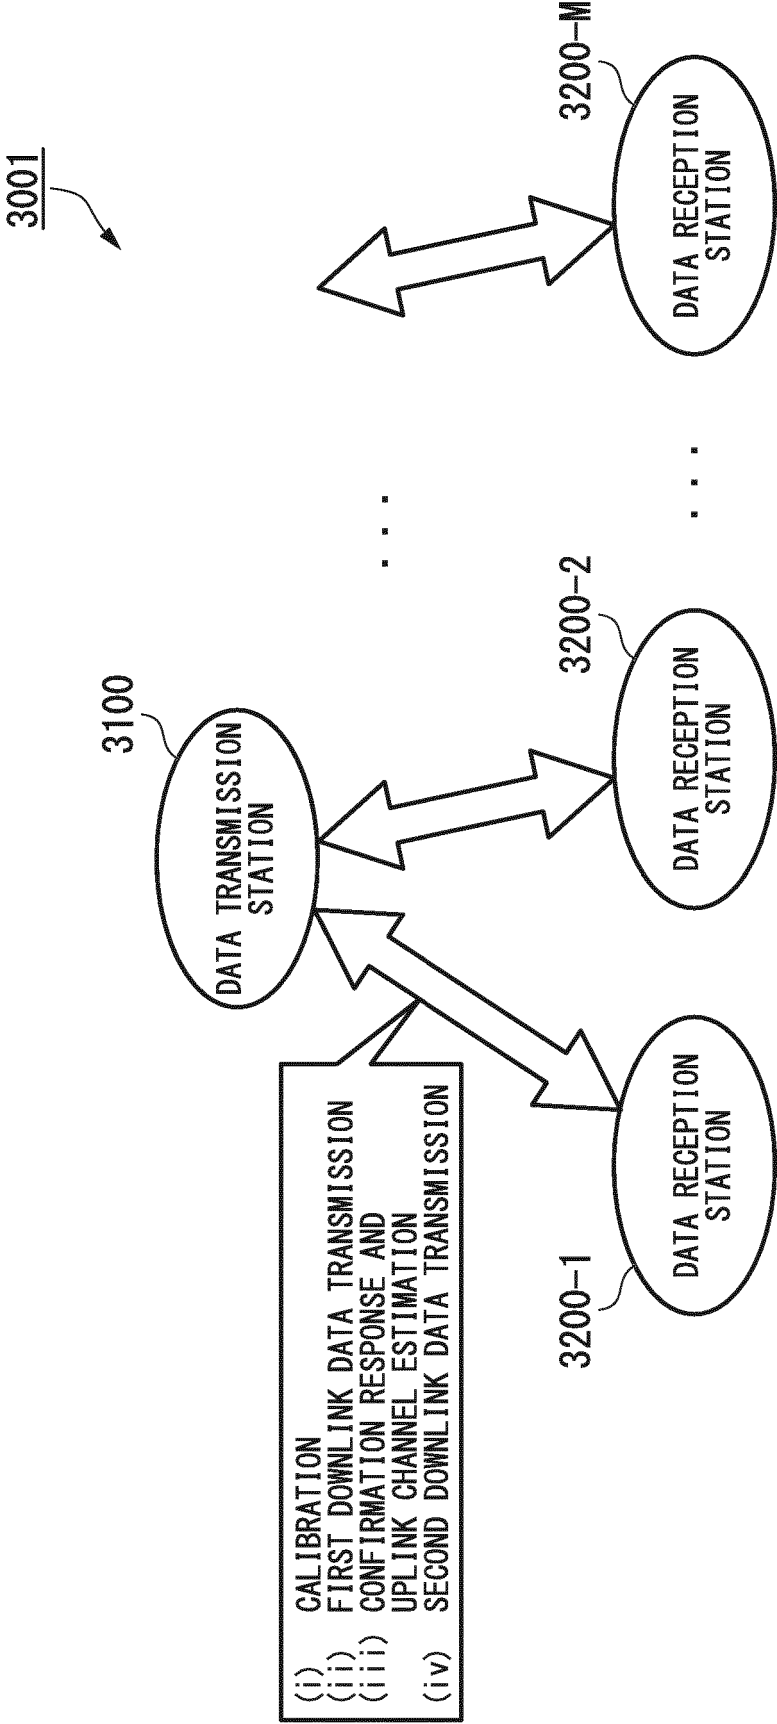 3001
3100
DATA TRANSMISSION
STATION
(i) CALIBRATION
(ii) FIRST DOWNLINK DATA TRANSMISSION
(iii) CONFIRMATION RESPONSE AND
UPLINK CHANNEL ESTIMATION
(iv) SECOND DOWNLINK DATA TRANSMISSION
. . .
3200-1
DATA RECEPTION
STATION
3200-2
DATA RECEPTION
STATION
. . .
3200-M
DATA RECEPTION
STATION